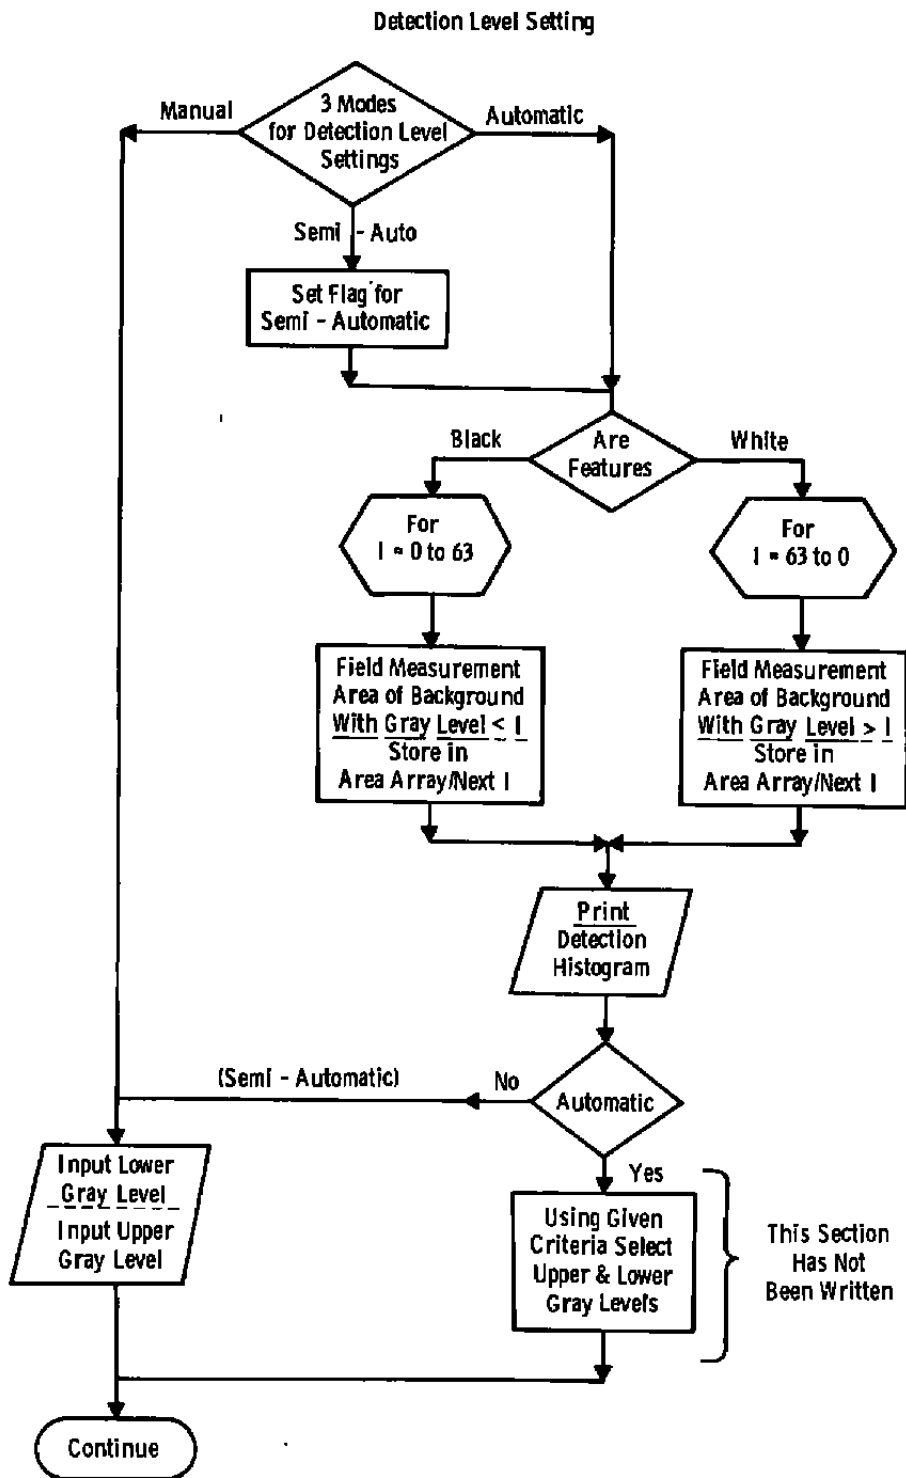 Detection Level Setting
Manual
3 Modes
for Detection Level
Settings
Automatic
Semi - Auto
Set Flag for
Semi - Automatic
Black
Are
Features
White
For
I = 0 to 63
For
I = 63 to 0
Field Measurement
Area of Background
With Gray Level < I
Store in
Area Array/Next I
Field Measurement
Area of Background
With Gray Level > I
Store in
Area Array/Next I
Print
Detection
Histogram
(Semi - Automatic)
No
Automatic
Yes
Input Lower
Gray Level
Input Upper
Gray Level
Using Given
Criteria Select
Upper & Lower
Gray Levels
This Section
Has Not
Been Written
Continue